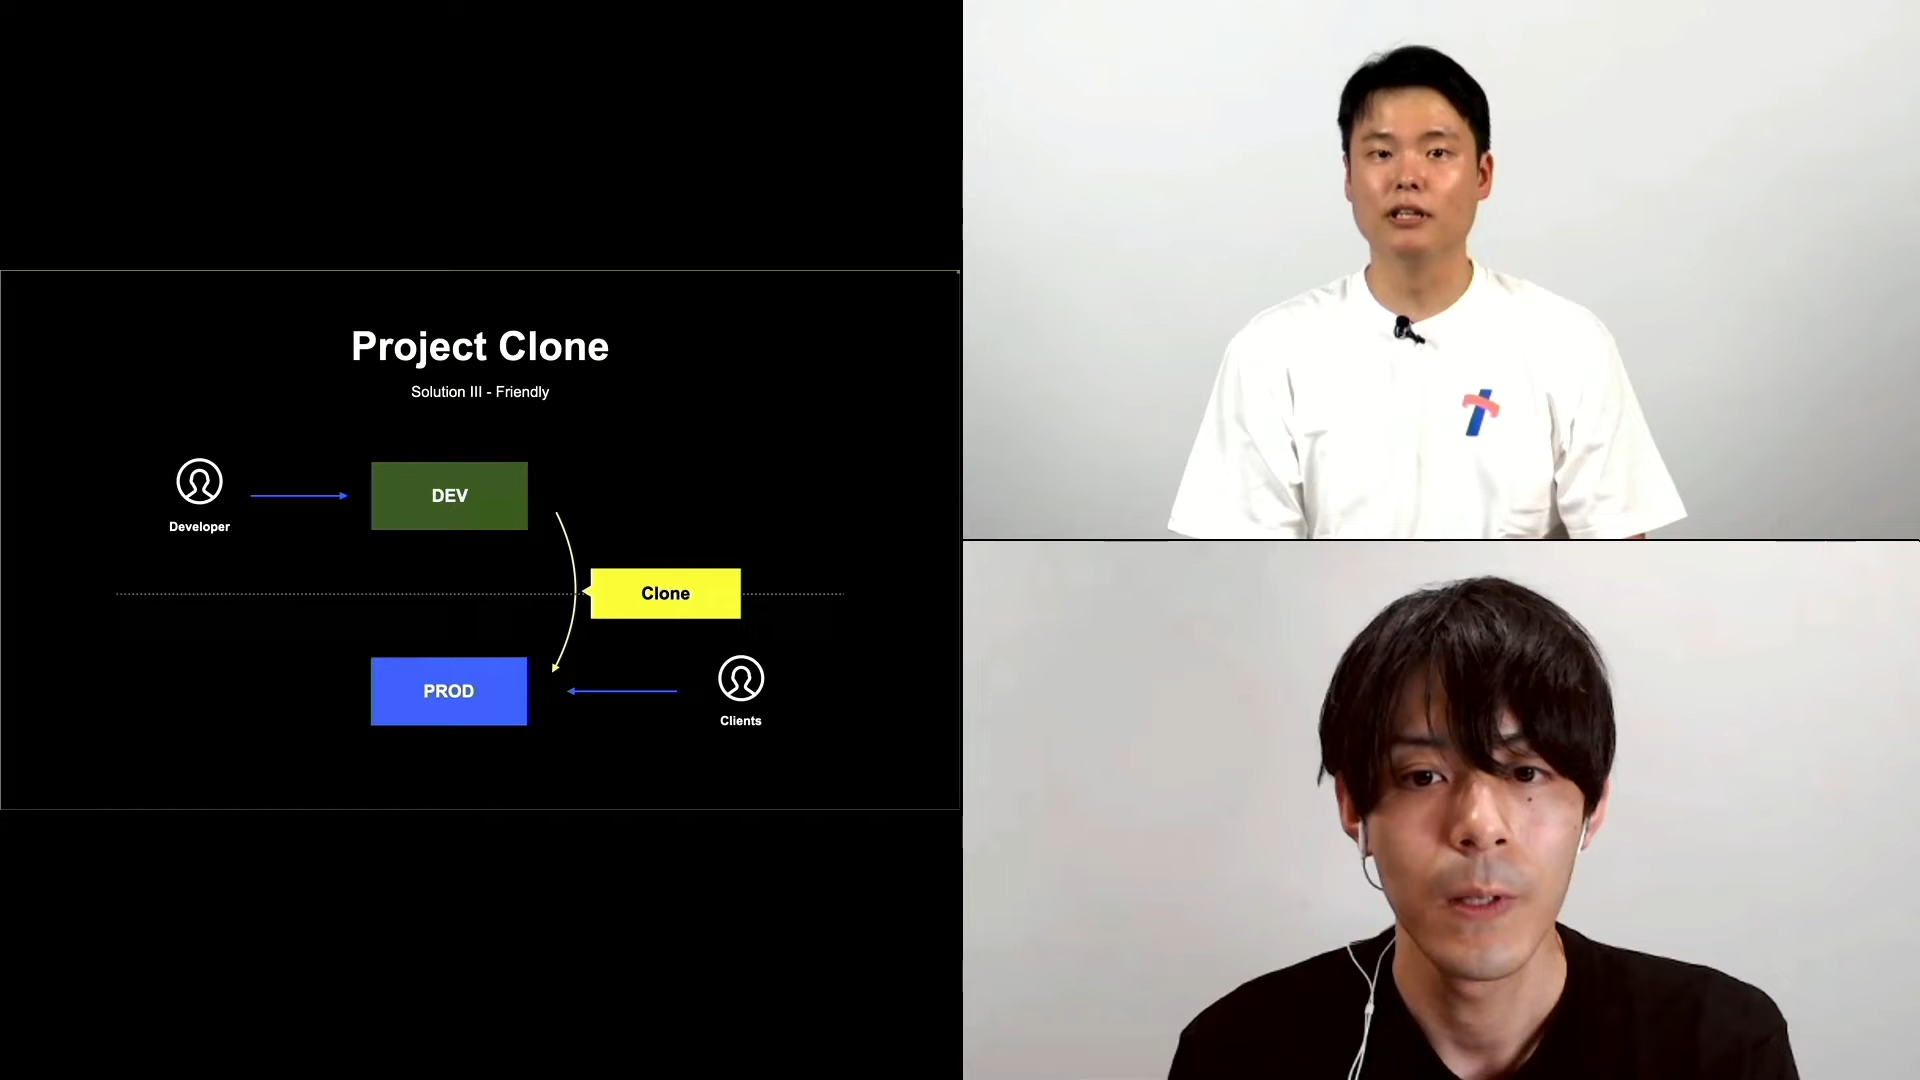 Project Clone
Solution III - Friendly
DEV
Developer
Clone
PROD
Clients